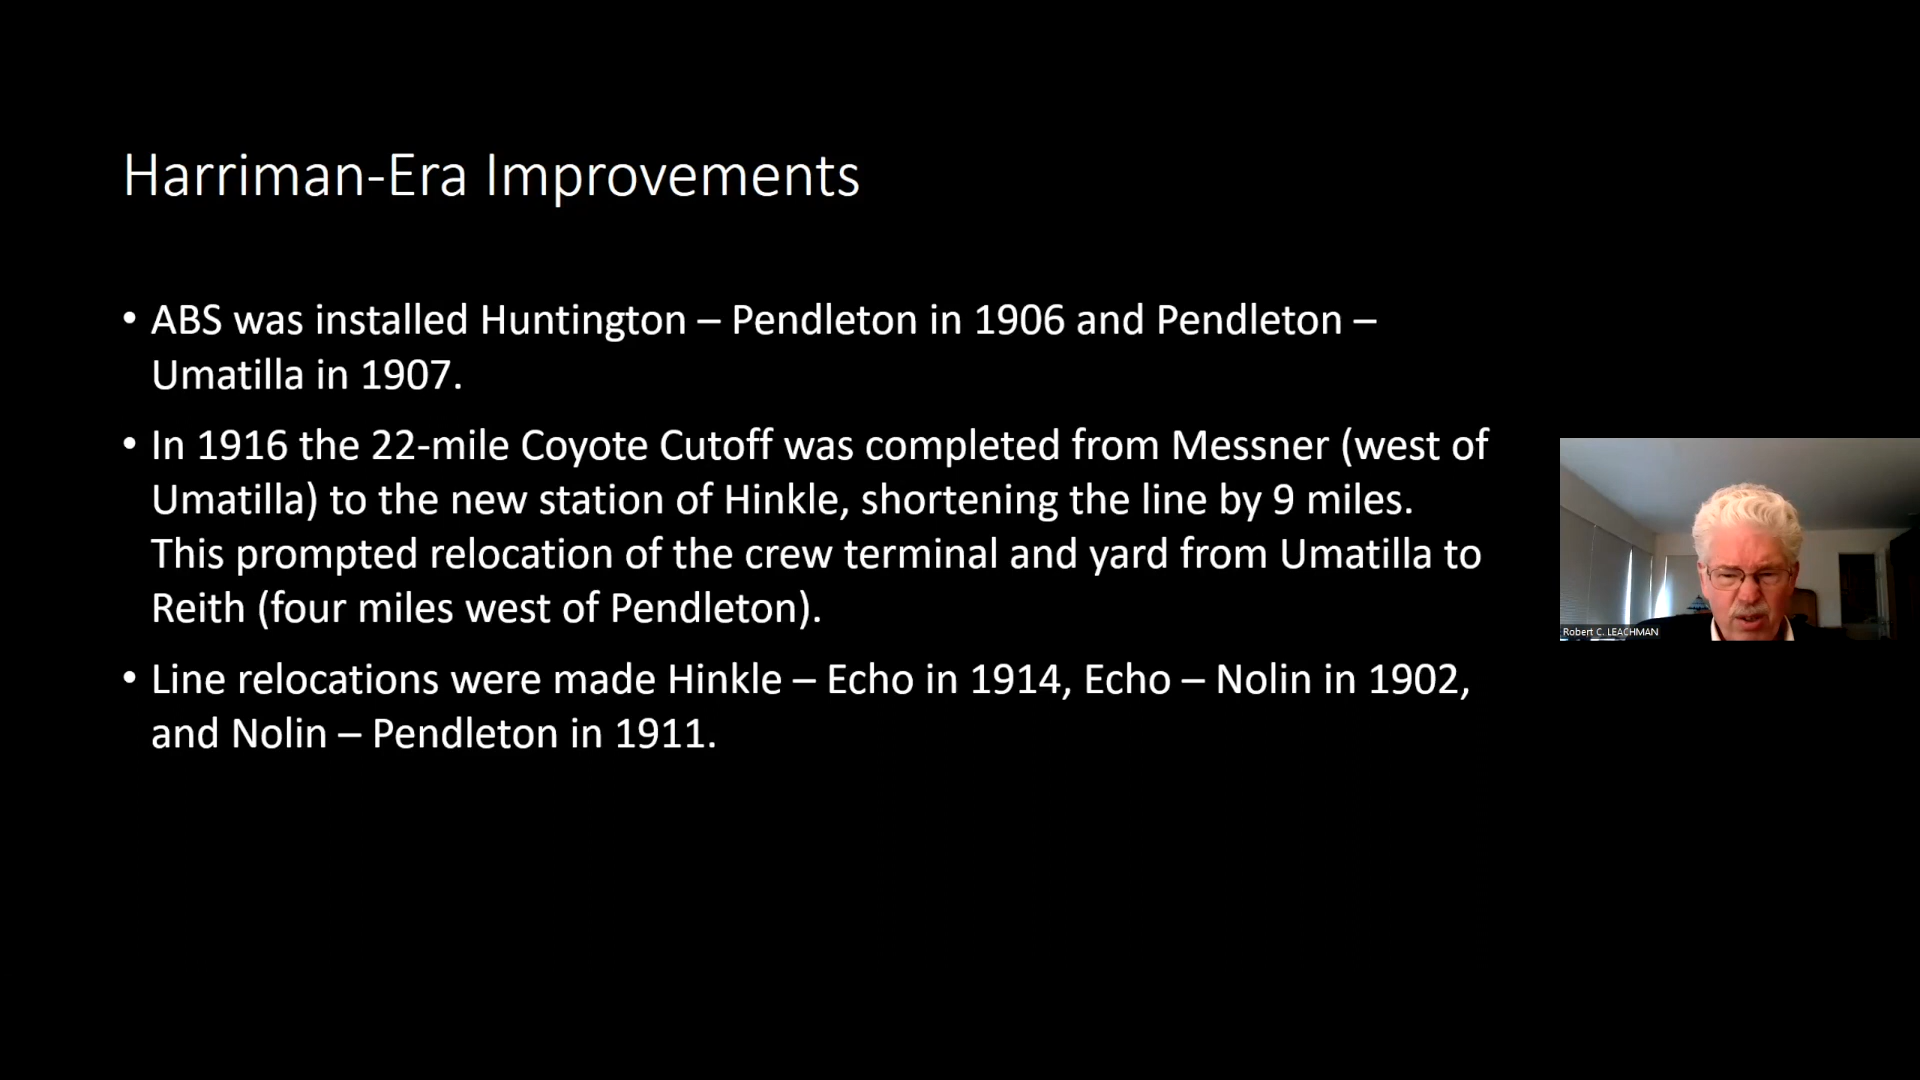 Harriman-Era Improvements
• ABS was installed Huntington – Pendleton in 1906 and Pendleton –
Umatilla in 1907.
• In 1916 the 22-mile Coyote Cutoff was completed from Messner (west of
Umatilla) to the new station of Hinkle, shortening the line by 9 miles.
This prompted relocation of the crew terminal and yard from Umatilla to
Reith (four miles west of Pendleton).
• Line relocations were made Hinkle – Echo in 1914, Echo – Nolin in 1902,
and Nolin – Pendleton in 1911.
Robert C. LEACHMAN